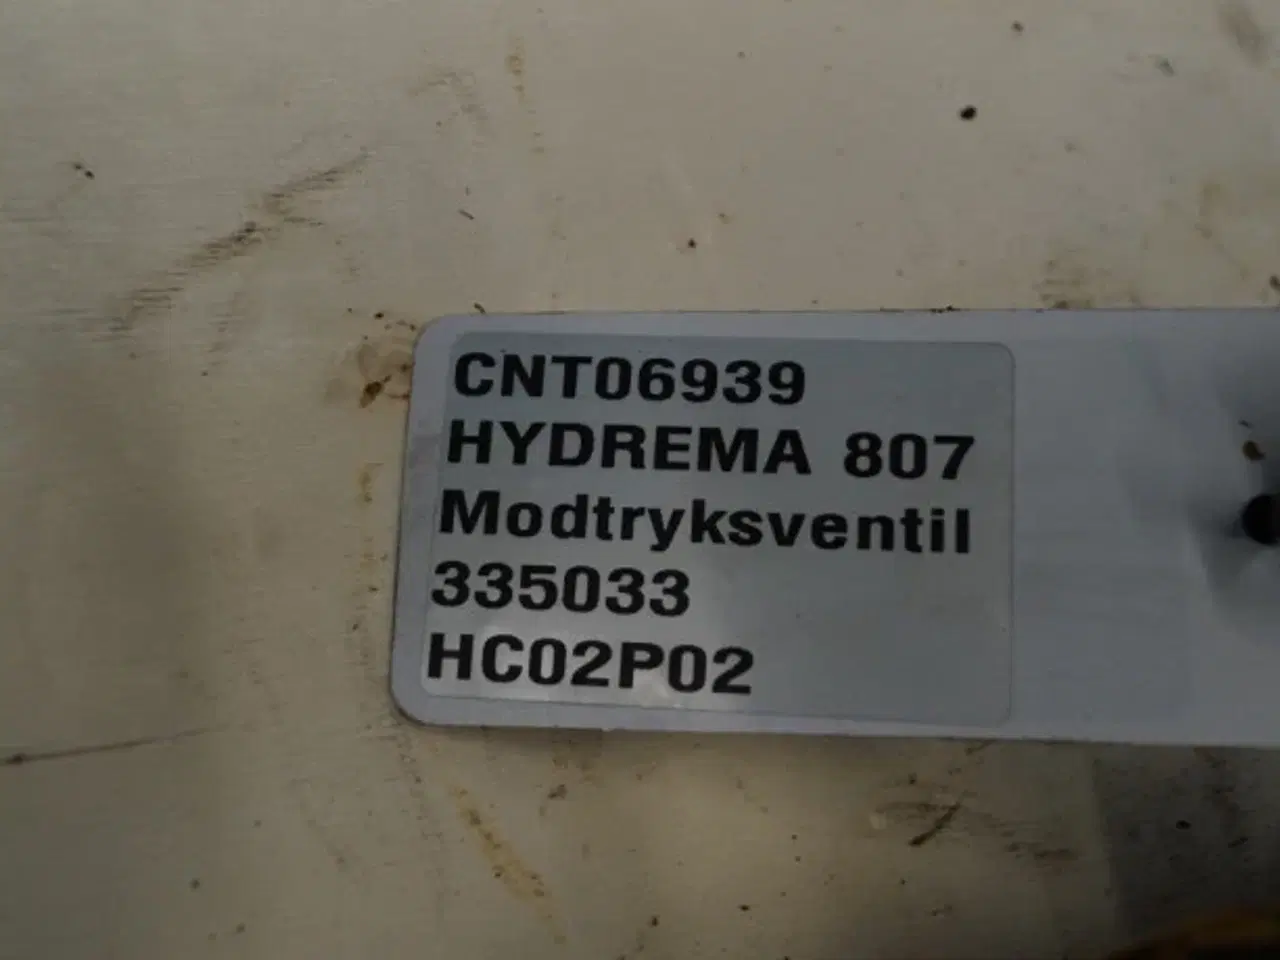 CNT06939
HYDREMA 807
Modtryksventil
335033
HC02P02